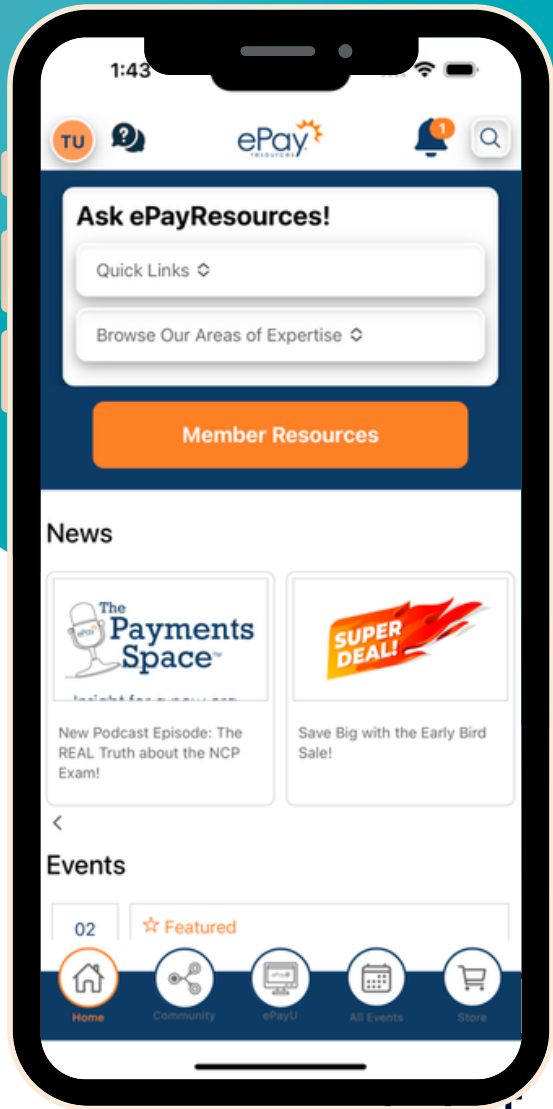 1:43
TU
?
ePay
resources
1
Ask ePayResources!
Quick Links
Browse Our Areas of Expertise
Member Resources
News
The
Payments
Space™
SUPER
DEAL!
New Podcast Episode: The
REAL Truth about the NCP
Exam!
Save Big with the Early Bird
Sale!
Events
02
Featured
Home
Community
ePayU
All Events
Store